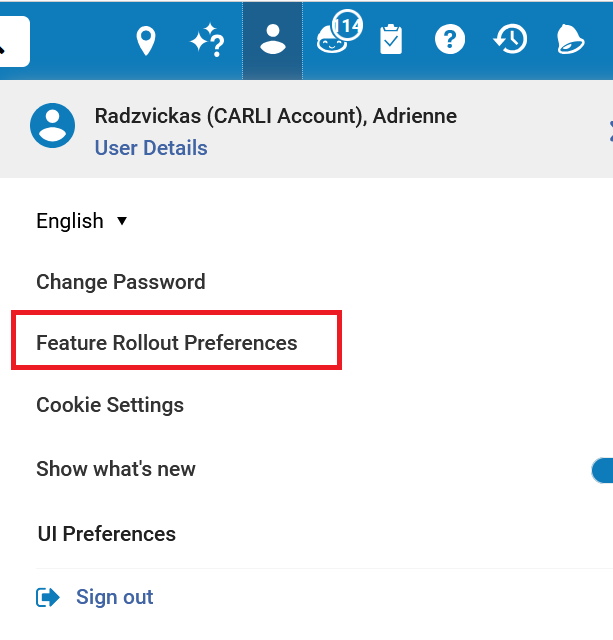 114
Radzvickas (CARLI Account), Adrienne
User Details
English
Change Password
Feature Rollout Preferences
Cookie Settings
Show what's new
UI Preferences
Sign out